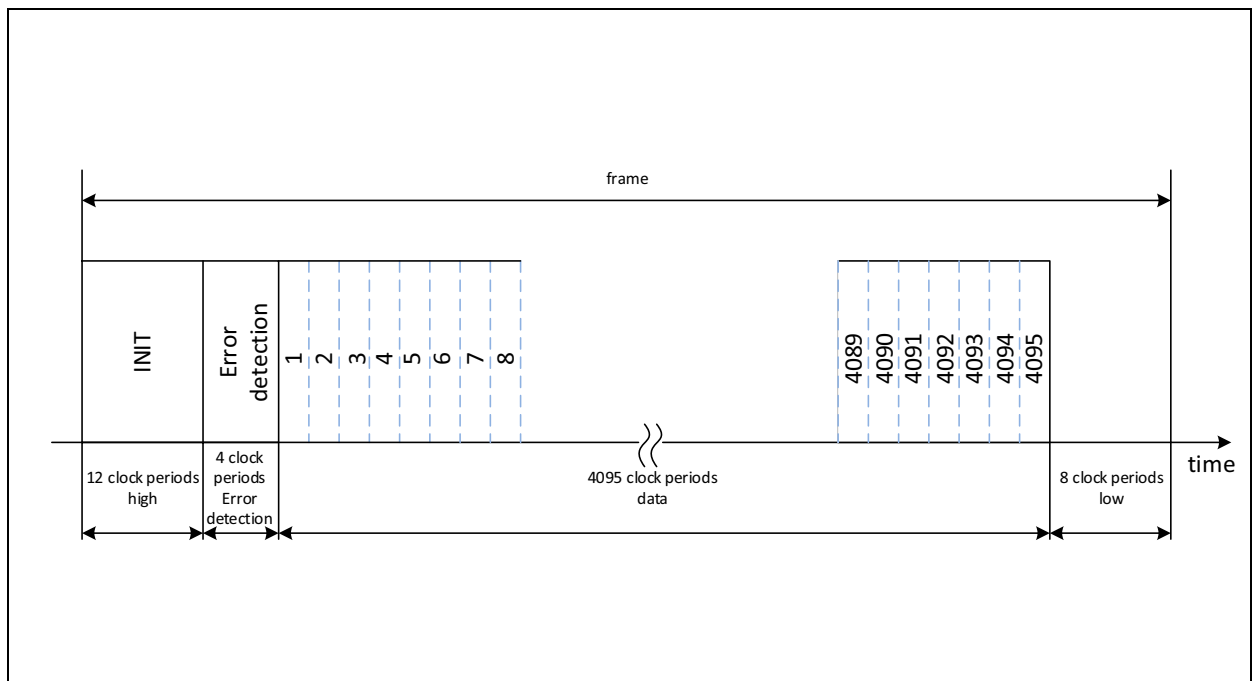 frame
INIT
Error
detection
1
2
3
4
5
6
7
8
4089
4090
4091
4092
4093
4094
4095
time
12 clock periods
high
4 clock
periods
Error
detection
4095 clock periods
data
8 clock periods
low